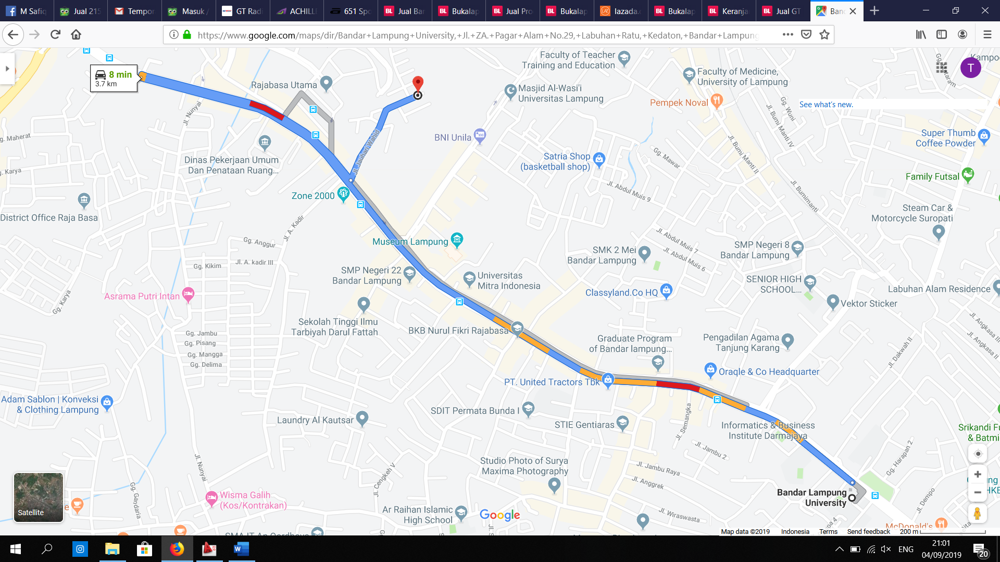 M Safiq
Jual 215
Tempor
Masuk /
GT Radi
ACHILLE
651 Spo
Jual Ban
Bukalap
Jual Pro
Bukalap
lazada.c
Bukalap
Keranja
Jual GT
Band
https://www.google.com/maps/dir/Bandar+Lampung+University,+Jl.+ZA.+Pagar+Alam+No.29,+Labuhan+Ratu,+Kedaton,+Bandar+Lampung
8 min
3.7 km
Rajabasa Utama
Faculty of Teacher
Training and Education
Faculty of Medicine,
University of Lampung
Kampoo
T
See what's new.
Masjid Al-Wasi'i
Universitas Lampung
Pempek Noval
Jl. Nunyai
Gg. Wuni
Jl. Bumi Manti IV
Jl. Bumi Manti II
g. Maherat
BNI Unila
Super Thumb
Coffee Powder
Jl. Jauhari Wahid
Gg. Mawar
Dinas Pekerjaan Umum
Dan Penataan Ruang...
Satria Shop
(basketball shop)
g. Karya
Family Futsal
Jl. Abdul Muis 9
Jl. Bumimanti
Zone 2000
District Office Raja Basa
Steam Car &
Motorcycle Suropati
Jl. A. Kadir
Gg. Anggur
Museum Lampung
Jl. Abdul Muis 7
Jl. Abdul Muis 6
SMK 2 Mei
Bandar Lampung
SMP Negeri 8
Bandar Lampung
Jl. A. kadir III
Gg. Kikim
SMP Negeri 22
Bandar Lampung
Universitas
Mitra Indonesia
SENIOR HIGH
SCHOOL...
Labuhan Alam Residence
Classyland.Co HQ
Asrama Putri Intan
Gg. Karya
Vektor Sticker
Sekolah Tinggi Ilmu
Tarbiyah Darul Fattah
BKB Nurul Fikri Rajabasa
Gg. Jambu
Gg. Pisang
Gg. Mangga
Gg. Delima
Graduate Program
of Bandar lampung...
Pengadilan Agama
Tanjung Karang
Jl. Angkasa III
Jl. Angkasa II
Jl. Dakwah II
PT. United Tractors Tbk
Oraqle & Co Headquarter
Adam Sablon | Konveksi
& Clothing Lampung
SDIT Permata Bunda I
Laundry Al Kautsar
STIE Gentiaras
Jl. Semangka
Informatics & Business
Institute Darmajaya
Srikandi Fu
& Batmi
Jl. Jambu 2
Gg. Harapan 2
Studio Photo of Surya
Maxima Photography
Jl. Jambu Raya
Jl. Anggrek
Jl. Nunyai
Jl. Cengkeh V
Gg. Gandaria
Wisma Galih
(Kos/Kontrakan)
Bandar Lampung
University
Jl. Dempo
Satellite
Ar Raihan Islamic
High School
Google
Jl. Wiraswasta
McDonald's
Map data ©2019
Indonesia
Terms
Send feedback
200 m
ENG
21:01
04/09/2019
20